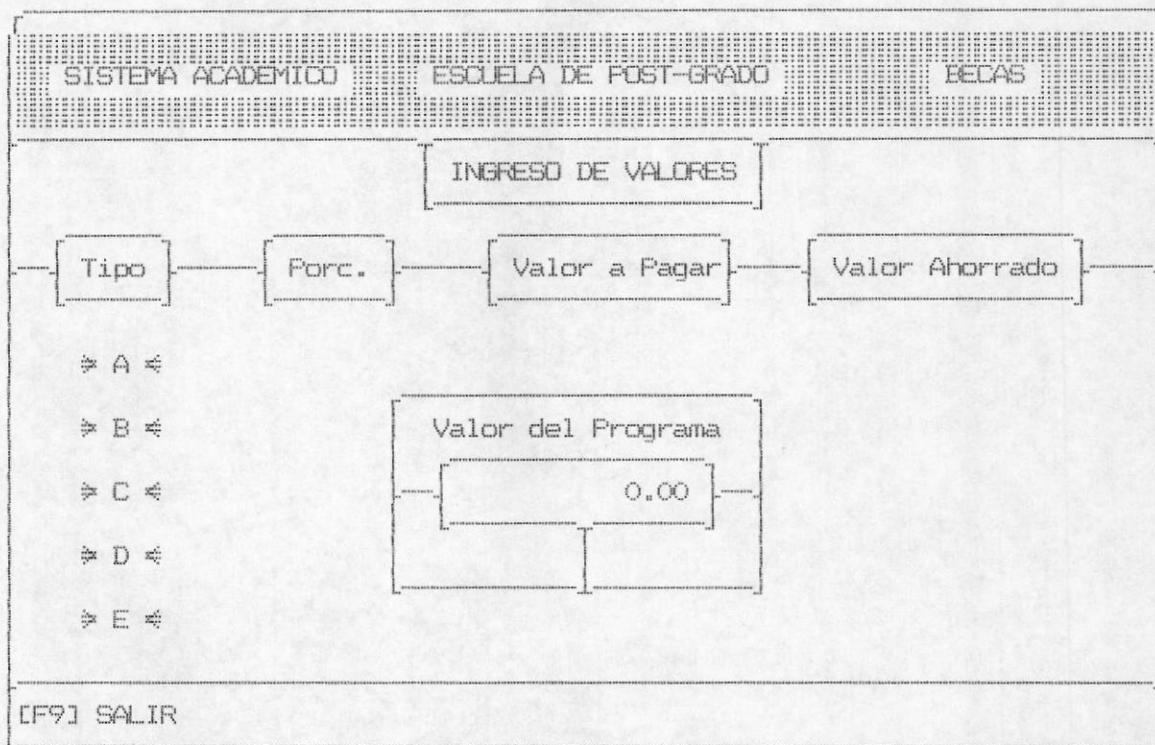 SISTEMA ACADEMICO ESCUELA DE POST-GRADO BECAS
INGRESO DE VALORES
Tipo Porc. Valor a Pagar Valor Ahorrado
A
B
Valor del Programa
C
0.00
D
E
[F9] SALIR